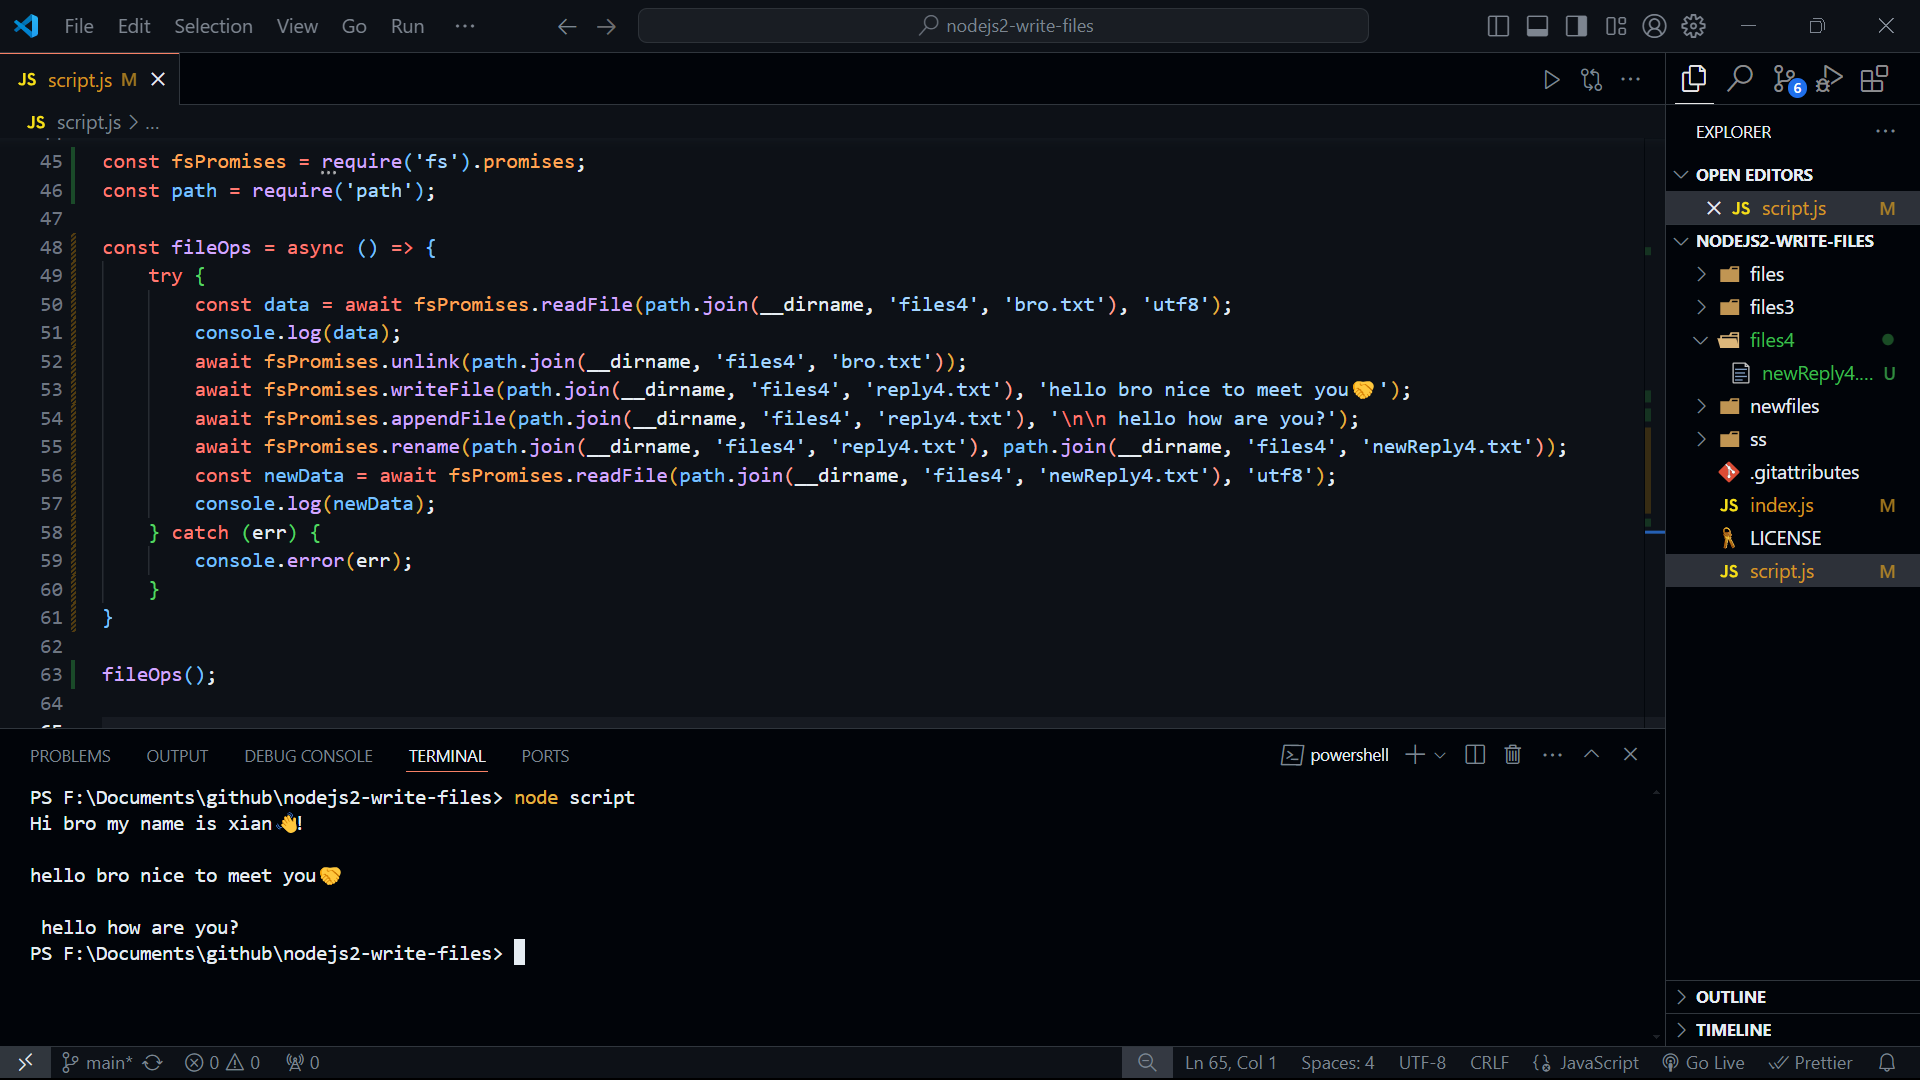 File Edit Selection View Go Run ··· nodejs2-write-files
JS script.js M
JS script.js > ...
45 const fsPromises = require('fs').promises;
46 const path = require('path');
47
48 const fileOps = async () => {
49 try {
50 const data = await fsPromises.readFile(path.join(__dirname, 'files4', 'bro.txt'), 'utf8');
51 console.log(data);
52 await fsPromises.unlink(path.join(__dirname, 'files4', 'bro.txt'));
53 await fsPromises.writeFile(path.join(__dirname, 'files4', 'reply4.txt'), 'hello bro nice to meet you🤝');
54 await fsPromises.appendFile(path.join(__dirname, 'files4', 'reply4.txt'), '\n\n hello how are you?');
55 await fsPromises.rename(path.join(__dirname, 'files4', 'reply4.txt'), path.join(__dirname, 'files4', 'newReply4.txt'));
56 const newData = await fsPromises.readFile(path.join(__dirname, 'files4', 'newReply4.txt'), 'utf8');
57 console.log(newData);
58 } catch (err) {
59 console.error(err);
60 }
61 }
62
63 fileOps();
64
PROBLEMS OUTPUT DEBUG CONSOLE TERMINAL PORTS powershell
PS F:\Documents\github\nodejs2-write-files> node script
Hi bro my name is xian👋!
hello bro nice to meet you🤝
hello how are you?
PS F:\Documents\github\nodejs2-write-files>
6
EXPLORER
OPEN EDITORS
JS script.js M
NODEJS2-WRITE-FILES
files
files3
files4
newReply4.... U
newfiles
ss
.gitattributes
JS index.js M
LICENSE
JS script.js M
OUTLINE
TIMELINE
main* 0 0 0 Ln 65, Col 1 Spaces: 4 UTF-8 CRLF JavaScript Go Live Prettier